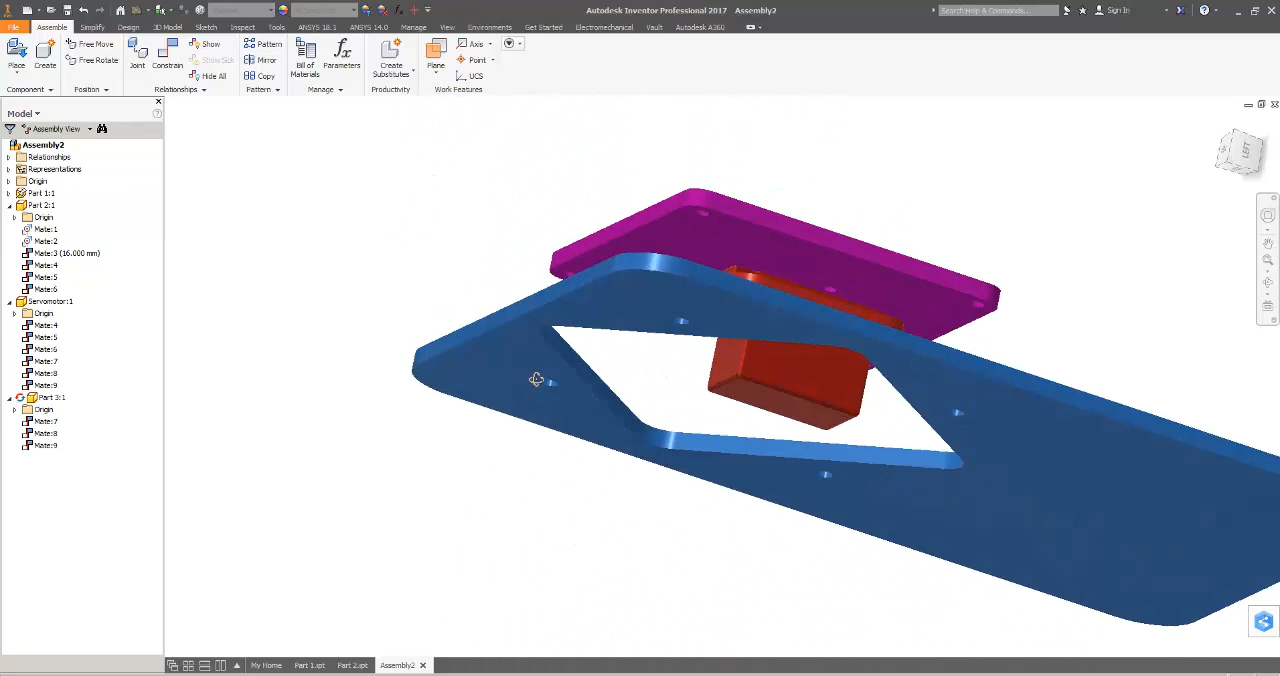 Autodesk Inventor Professional 2017 Assembly2
Search Help & Commands...
Sign In
File Assemble Simplify Design 3D Model Sketch Inspect Tools ANSYS 18.1 ANSYS 14.0 Manage View Environments Get Started Electromechanical Vault Autodesk A360
Free Move Show Pattern Axis
Free Rotate Show Sick Mirror Point
Place Create Joint Constrain Hide All Copy Bill of Materials Parameters Create Substitutes Plane UCS
Component Position Relationships Pattern Manage Productivity Work Features
Model
Assembly View
Assembly2
Relationships
Representations
Origin
Part 1:1
Part 2:1
Origin
Mate:1
Mate:2
Mate:3 (16.000 mm)
Mate:4
Mate:5
Mate:6
Servomotor:1
Origin
Mate:4
Mate:5
Mate:6
Mate:7
Mate:8
Mate:9
Part 3:1
Origin
Mate:7
Mate:8
Mate:9
LEFT
My Home Part 1.ipt Part 2.ipt Assembly2